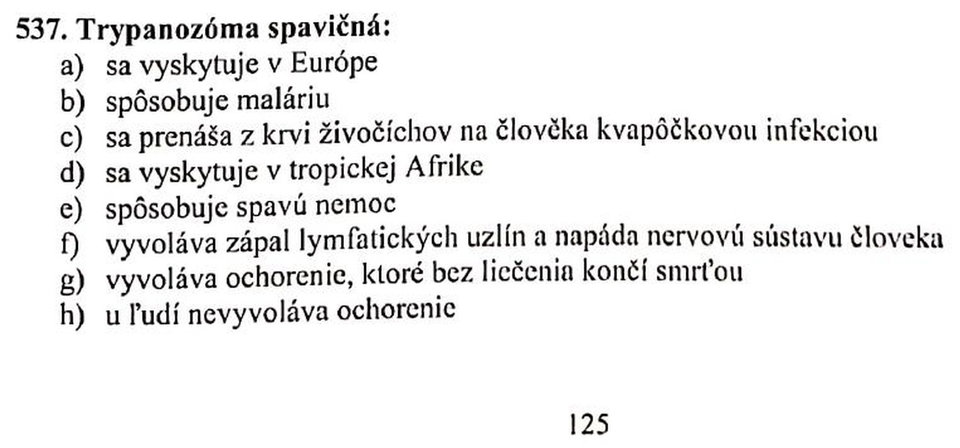 537. Trypanozóma spavičná:
a) sa vyskytuje v Európe
b) spôsobuje maláriu
c) sa prenáša z krvi živočíchov na člověka kvapôčkovou infekciou
d) sa vyskytuje v tropickej Afrike
e) spôsobuje spavú nemoc
f) vyvoláva zápal lymfatických uzlín a napáda nervovú sústavu človeka
g) vyvoláva ochorenie, ktoré bez liečenia končí smrťou
h) u ľudí nevyvoláva ochorenie
125